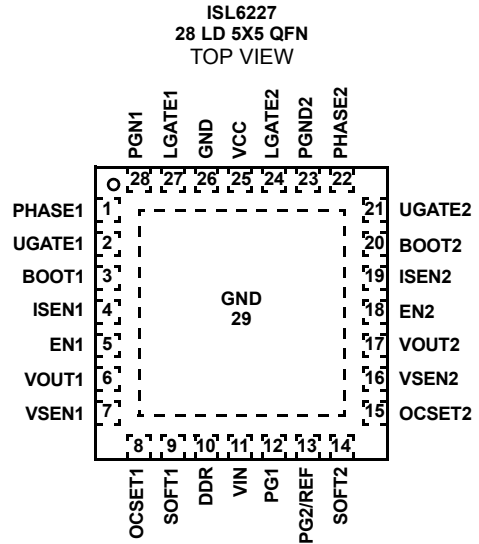 ISL6227
28 LD 5X5 QFN
TOP VIEW
PGN1
LGATE1
GND
VCC
LGATE2
PGND2
PHASE2
28 27 26 25 24 23 22
PHASE1 1
UGATE1 2
BOOT1 3
ISEN1 4
EN1 5
VOUT1 6
VSEN1 7
GND
29
21 UGATE2
20 BOOT2
19 ISEN2
18 EN2
17 VOUT2
16 VSEN2
15 OCSET2
8 9 10 11 12 13 14
OCSET1
SOFT1
DDR
VIN
PG1
PG2/REF
SOFT2